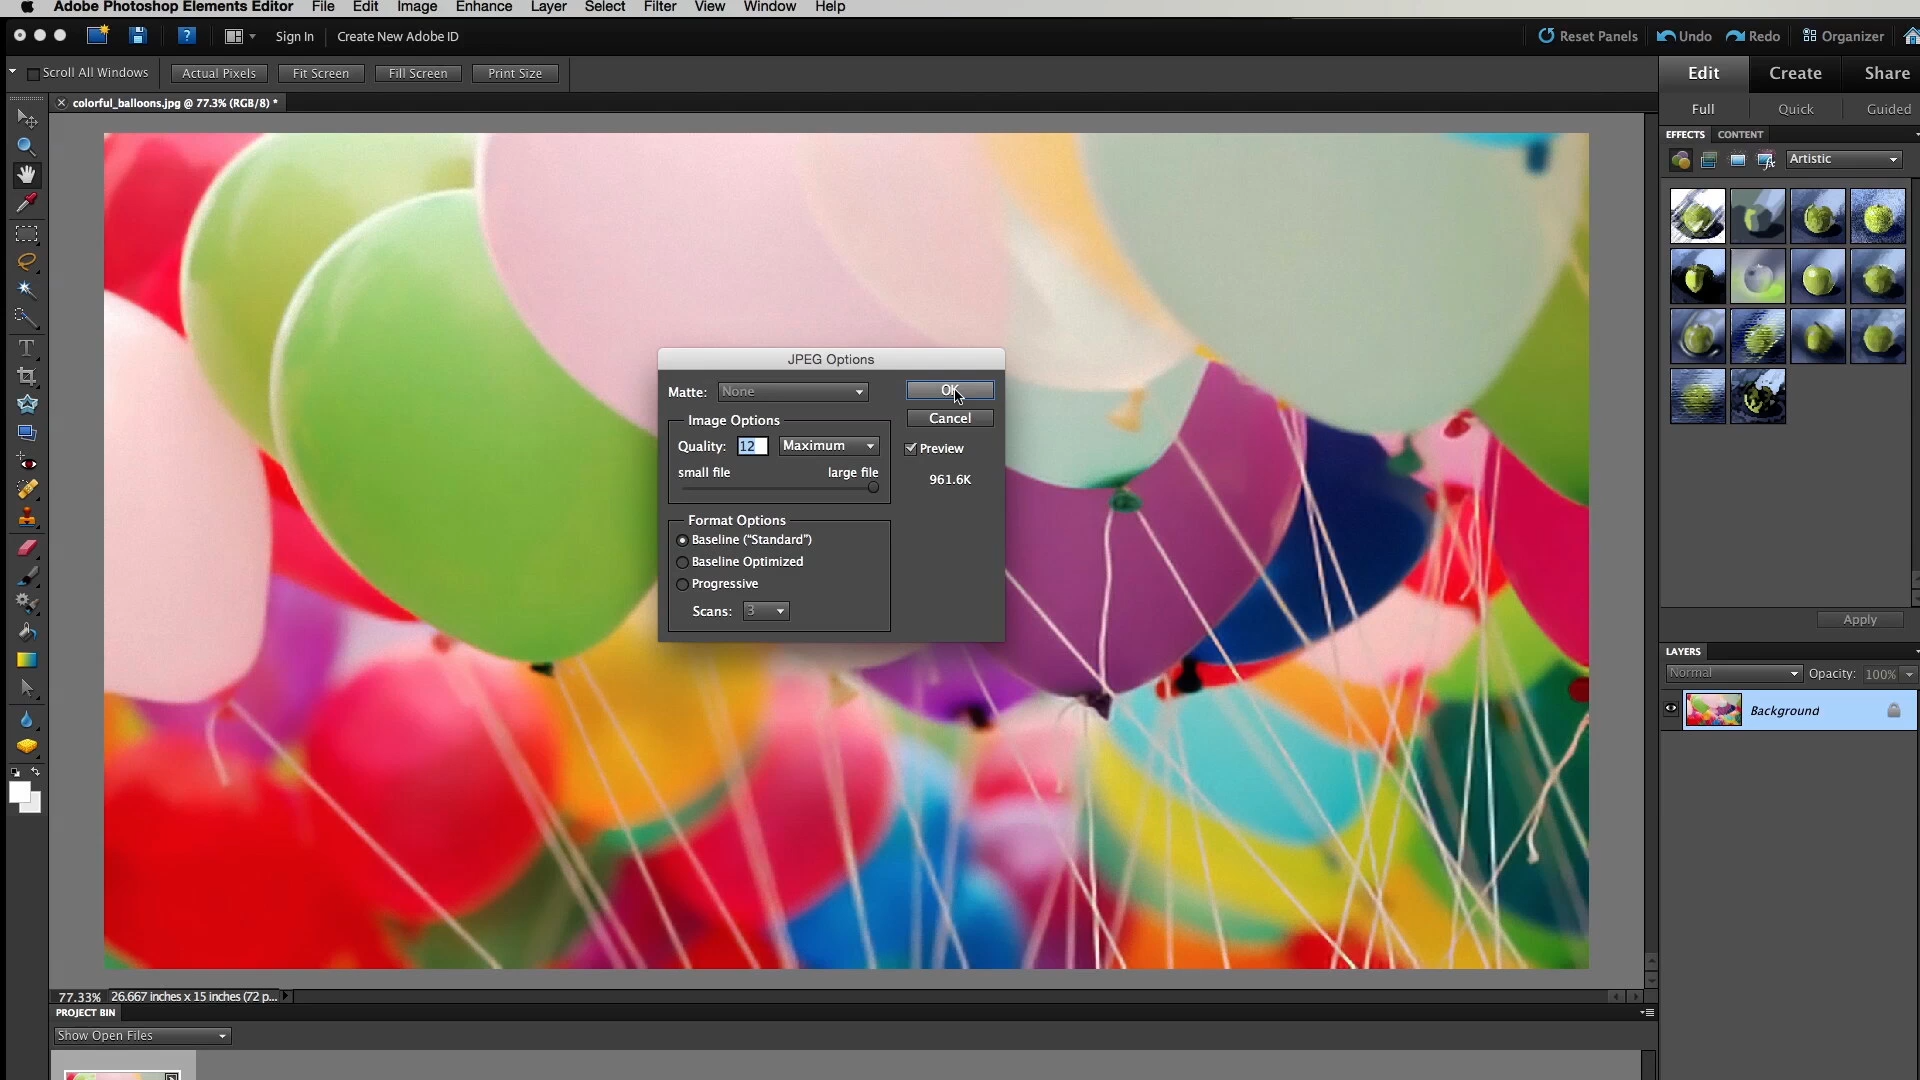 Adobe Photoshop Elements Editor File Edit Image Enhance Layer Select Filter View Window Help
? Sign In Create New Adobe ID Reset Panels Undo Redo Organizer
Scroll All Windows Actual Pixels Fit Screen Fill Screen Print Size
Edit Create Share
colorful_balloons.jpg @ 77.3% (RGB/8) *
Full Quick Guided
EFFECTS CONTENT
Artistic
JPEG Options
Matte: None OK
Cancel
Image Options
Quality: 12 Maximum Preview
small file large file
961.6K
Format Options
Baseline (“Standard”)
Baseline Optimized
Progressive
Scans: 3
Apply
LAYERS
Normal Opacity: 100%
Background
77.33% 26.667 inches x 15 inches (72 p...
PROJECT BIN
Show Open Files